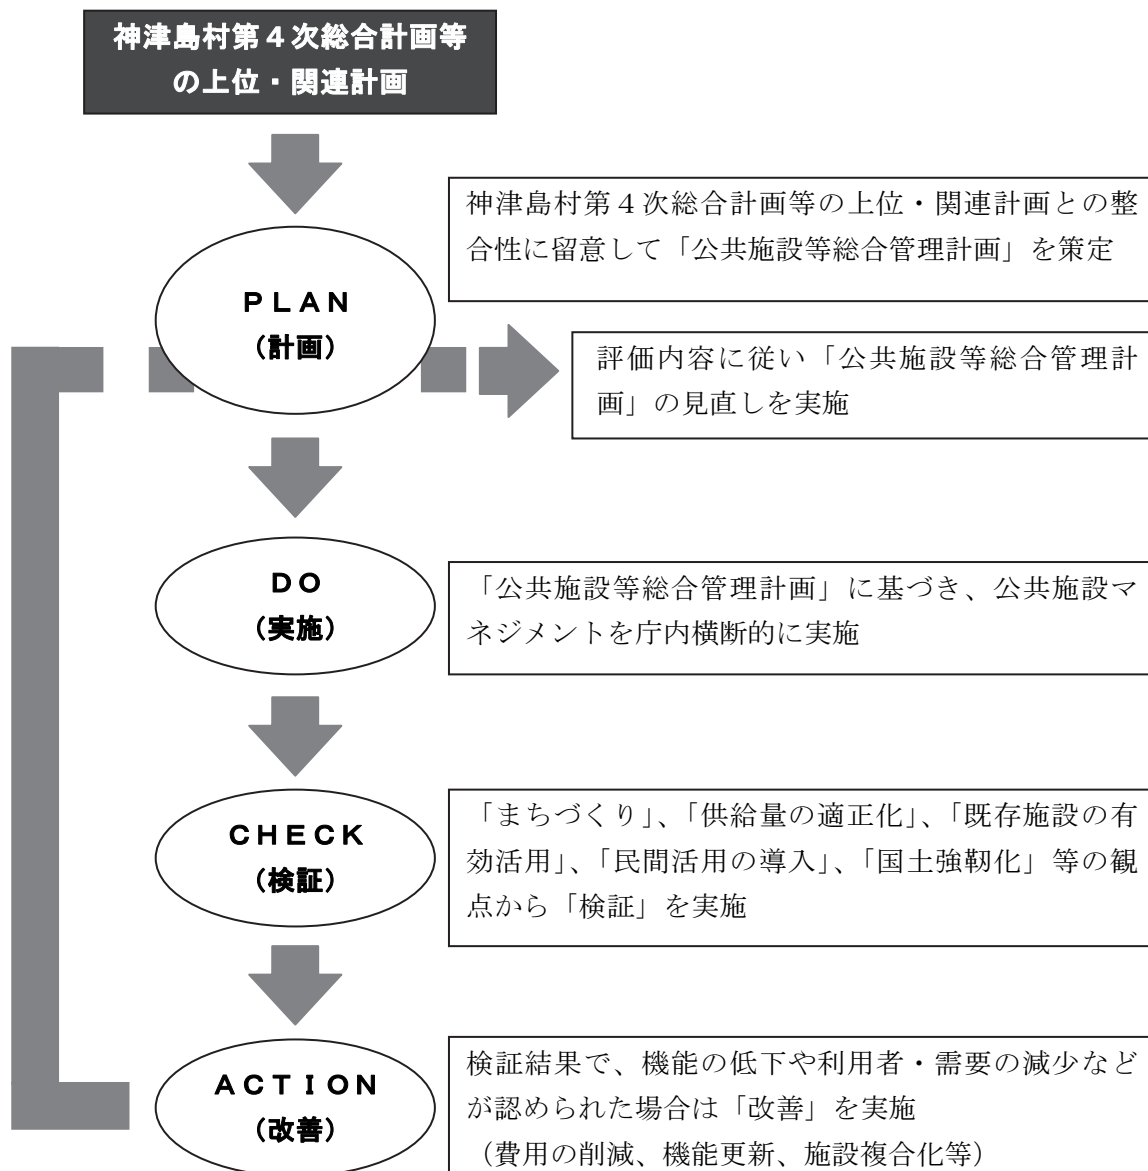 神津島村第４次総合計画等
の上位・関連計画
神津島村第４次総合計画等の上位・関連計画との整
合性に留意して「公共施設等総合管理計画」を策定
ＰＬＡＮ
（計画）
評価内容に従い「公共施設等総合管理計
画」の見直しを実施
ＤＯ
（実施）
「公共施設等総合管理計画」に基づき、公共施設マ
ネジメントを庁内横断的に実施
ＣＨＥＣＫ
（検証）
「まちづくり」、「供給量の適正化」、「既存施設の有
効活用」、「民間活用の導入」、「国土強靭化」等の観
点から「検証」を実施
ＡＣＴＩＯＮ
（改善）
検証結果で、機能の低下や利用者・需要の減少など
が認められた場合は「改善」を実施
（費用の削減、機能更新、施設複合化等）